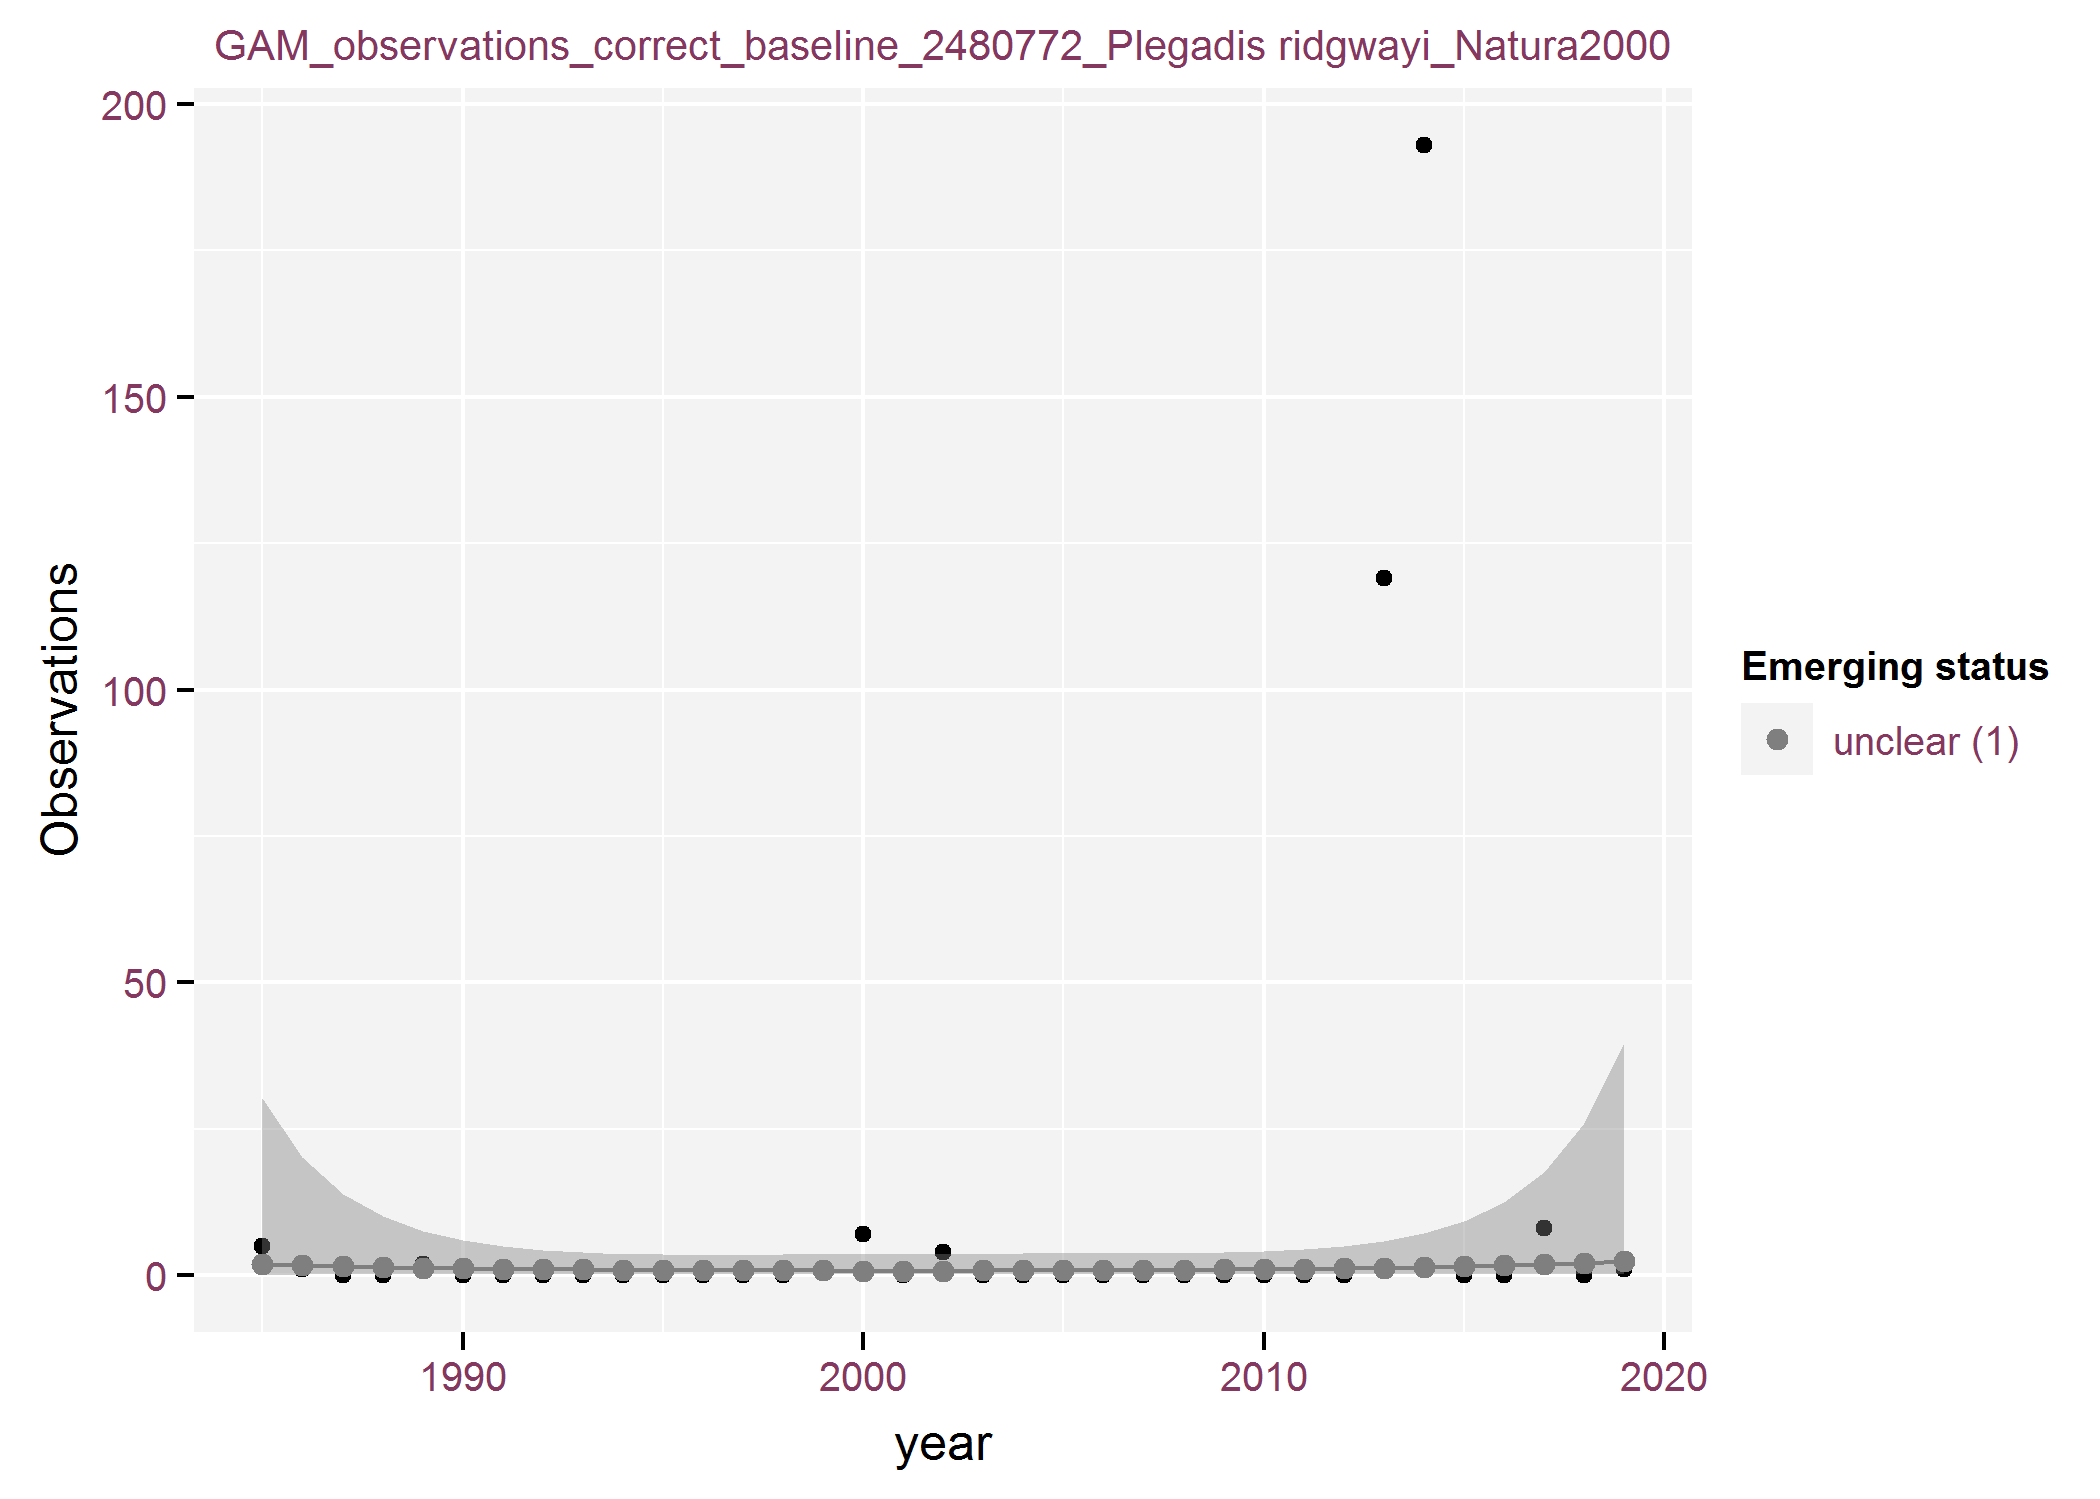 GAM_observations_correct_baseline_2480772_Plegadis ridgwayi_Natura2000
200
150
100
50
0
Observations
1990
2000
2010
2020
year
Emerging status
unclear (1)